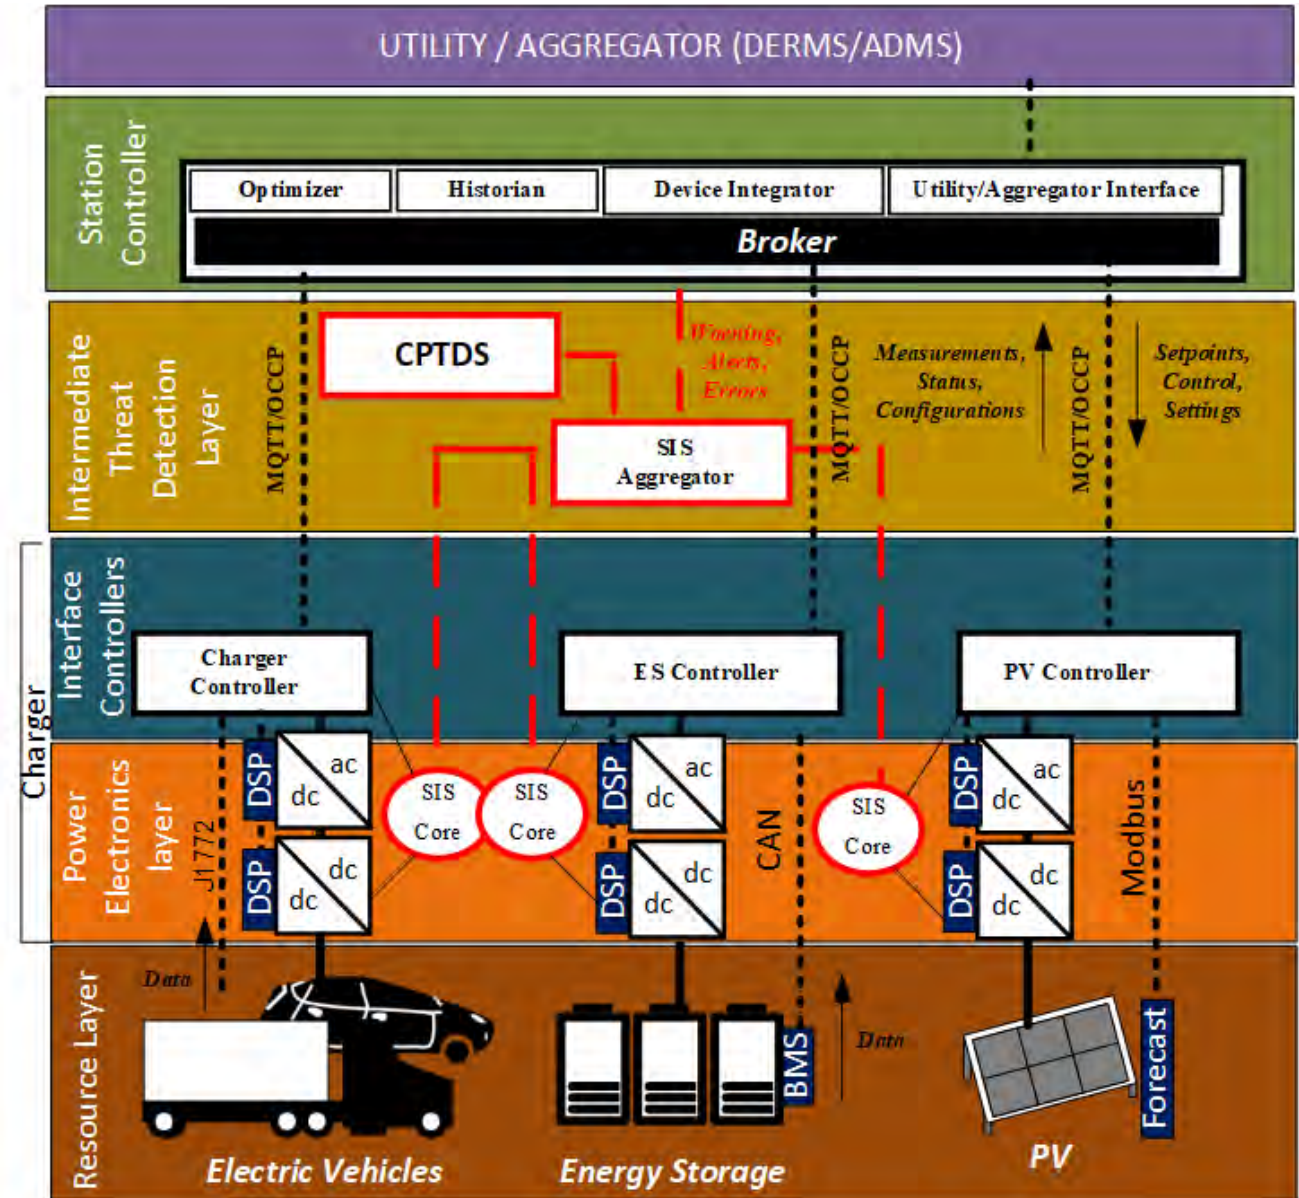 UTILITY / AGGREGATOR (DERMS/ADMS)
Station
Controller
Optimizer
Historian
Device Integrator
Utility/Aggregator Interface
Broker
Intermediate
Threat
Detection
Layer
MQTT/OCCP
CPTDS
Warning,
Alerts,
Errors
SIS
Aggregator
MQTT/OCCP
Measurements,
Status,
Configurations
MQTT/OCCP
Setpoints,
Control,
Settings
Charger
Interface
Controllers
Charger
Controller
ES Controller
PV Controller
Power
Electronics
layer
J1772
DSP
ac
dc
DSP
dc
dc
SIS
Core
SIS
Core
DSP
ac
dc
DSP
dc
dc
CAN
SIS
Core
DSP
ac
dc
DSP
dc
dc
Modbus
Resource Layer
Data
Electric Vehicles
BMS
Data
Energy Storage
Forecast
PV